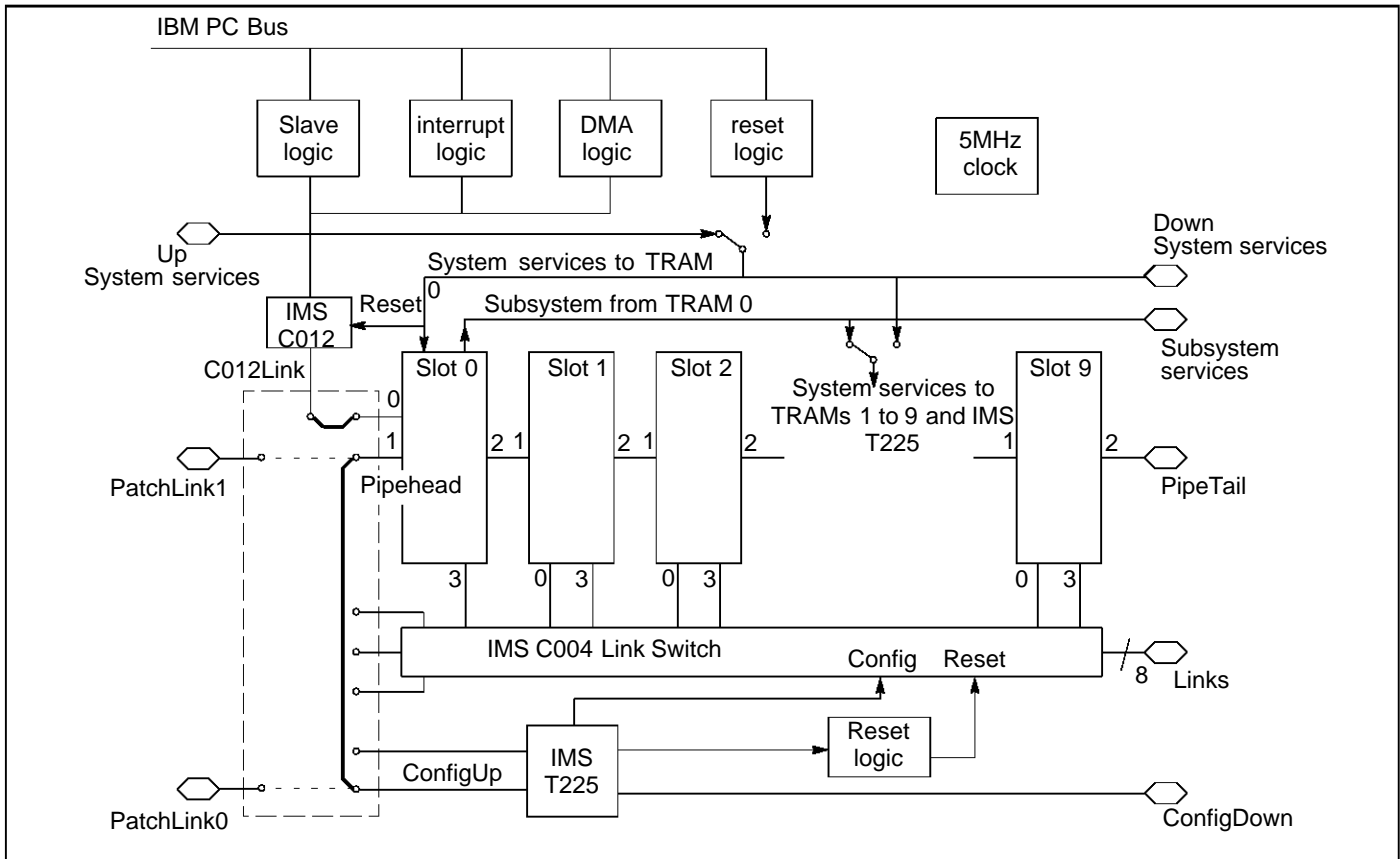 IBM PC Bus
Slave
logic
interrupt
logic
DMA
logic
reset
logic
5MHz
clock
Up
System services
Down
System services
System services to TRAM
0
Reset
Subsystem from TRAM 0
IMS
C012
Subsystem
services
C012Link
Slot 0
Slot 1
Slot 2
System services to
TRAMs 1 to 9 and IMS
T225
Slot 9
0
1
2
1
2
1
2
1
2
PatchLink1
Pipehead
PipeTail
3
0
3
0
3
0
3
IMS C004 Link Switch
Config
Reset
8
Links
IMS
T225
Reset
logic
ConfigUp
PatchLink0
ConfigDown